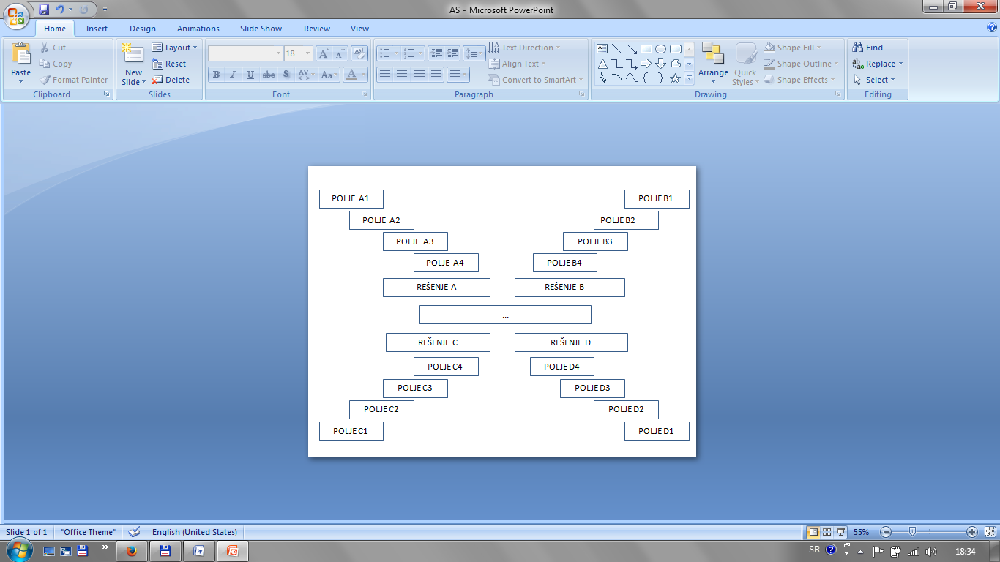 AS - Microsoft PowerPoint
Home Insert Design Animations Slide Show Review View
Paste
Cut
Copy
Format Painter
Clipboard
New Slide
Layout
Reset
Delete
Slides
18
Font
Text Direction
Align Text
Convert to SmartArt
Paragraph
Arrange
Quick Styles
Shape Fill
Shape Outline
Shape Effects
Drawing
Find
Replace
Select
Editing
POLJE A1 POLJE B1
POLJE A2 POLJE B2
POLJE A3 POLJE B3
POLJE A4 POLJE B4
REŠENJE A REŠENJE B
...
REŠENJE C REŠENJE D
POLJE C4 POLJE D4
POLJE C3 POLJE D3
POLJE C2 POLJE D2
POLJE C1 POLJE D1
Slide 1 of 1 "Office Theme" English (United States) 55%
SR 18:34